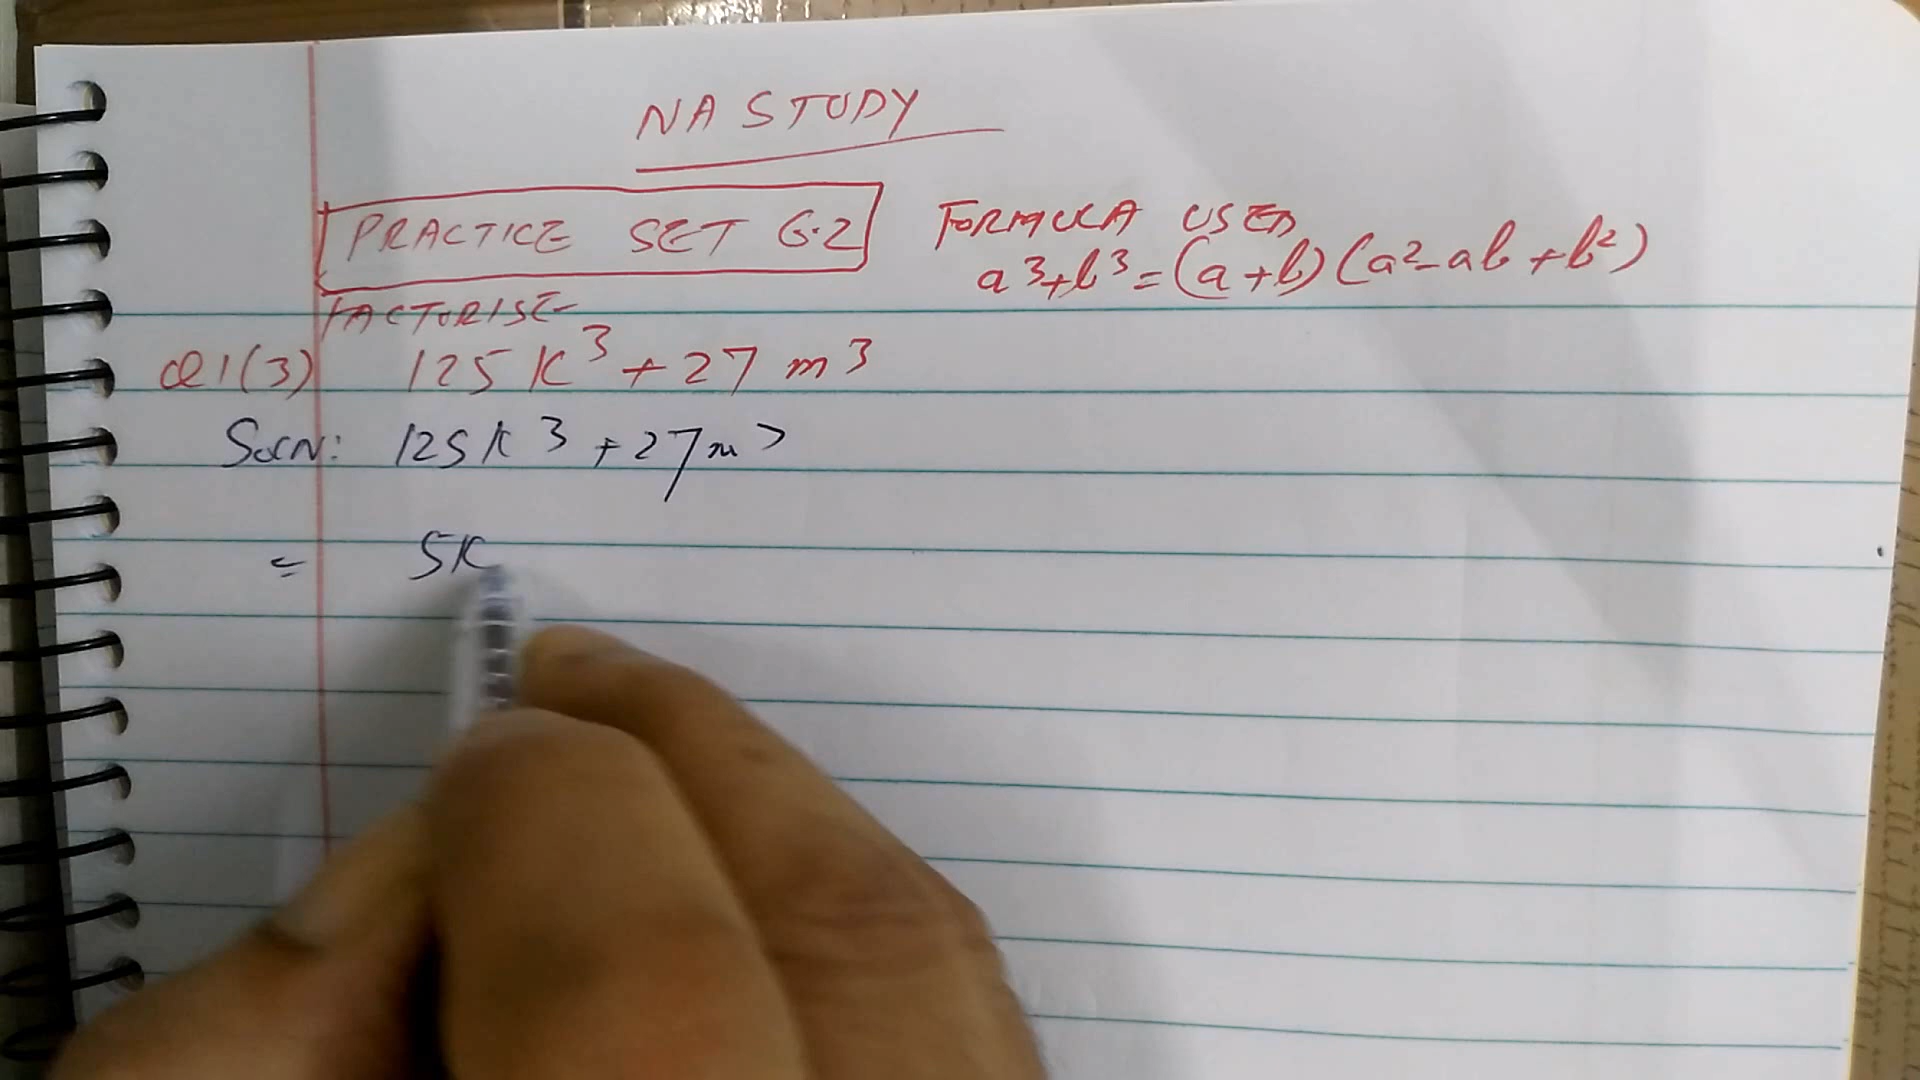 NA STUDY
PRACTICE SET 6.2
FORMULA USED
a³+b³=(a+b)(a²-ab+b²)
FACTORISE
Q1(3) 125K³+27m³
SOLN: 125K³+27m³
= 5K